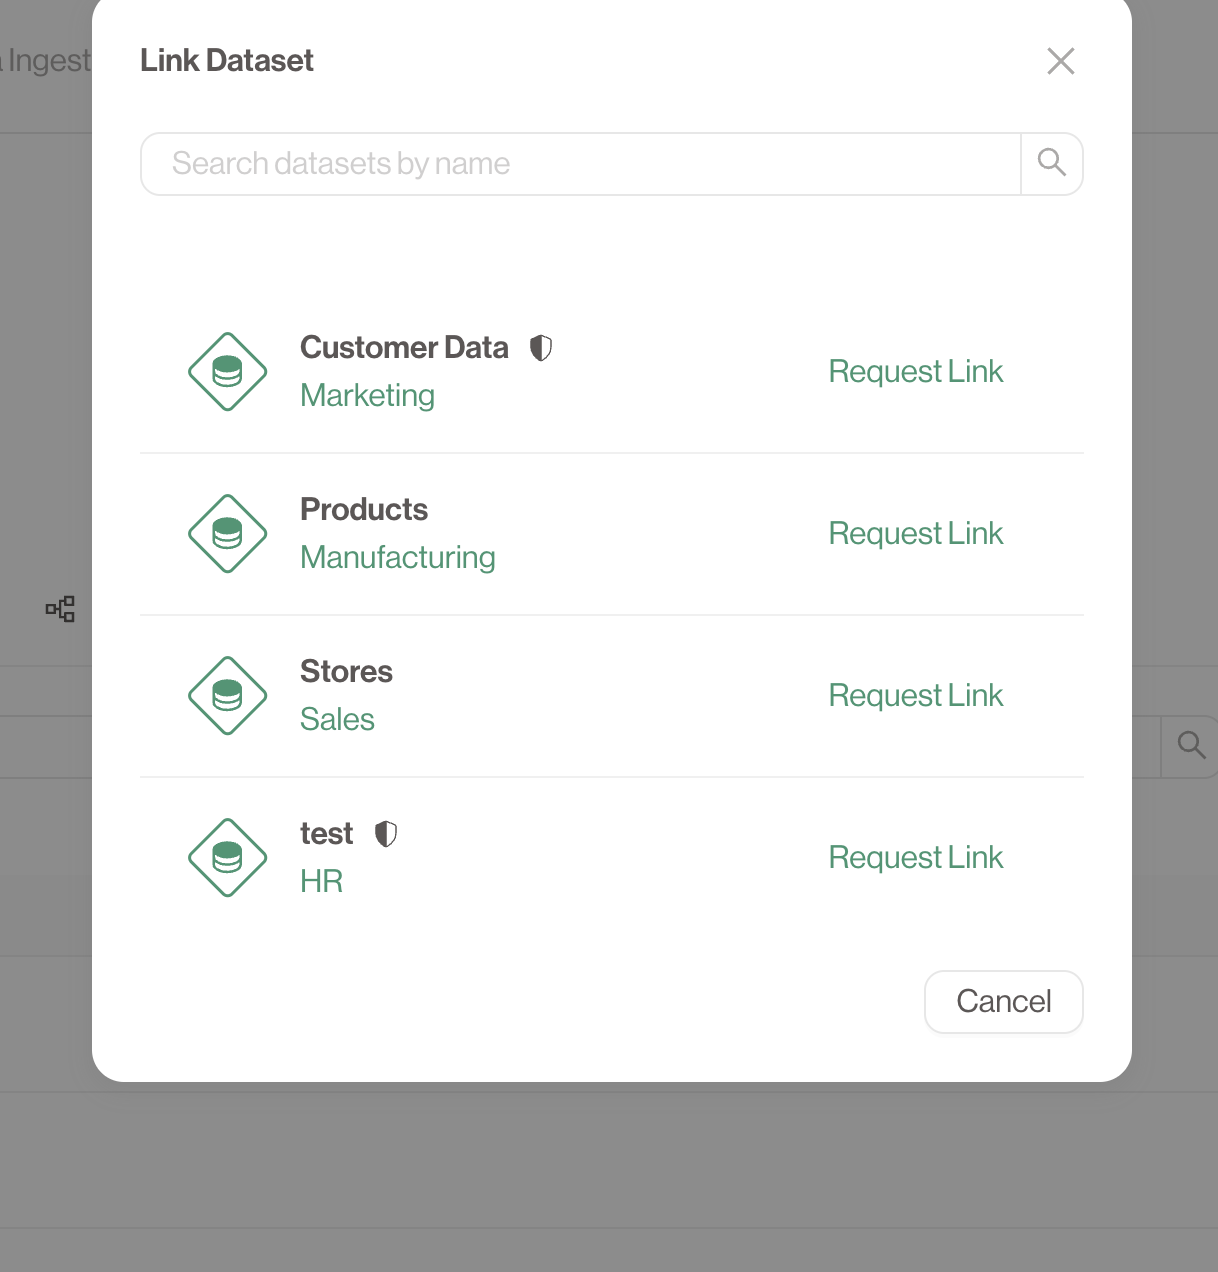 Link Dataset
Ingest
Search datasets by name
Customer Data
Marketing
Request Link
Products
Manufacturing
Request Link
Stores
Sales
Request Link
test
HR
Request Link
Cancel